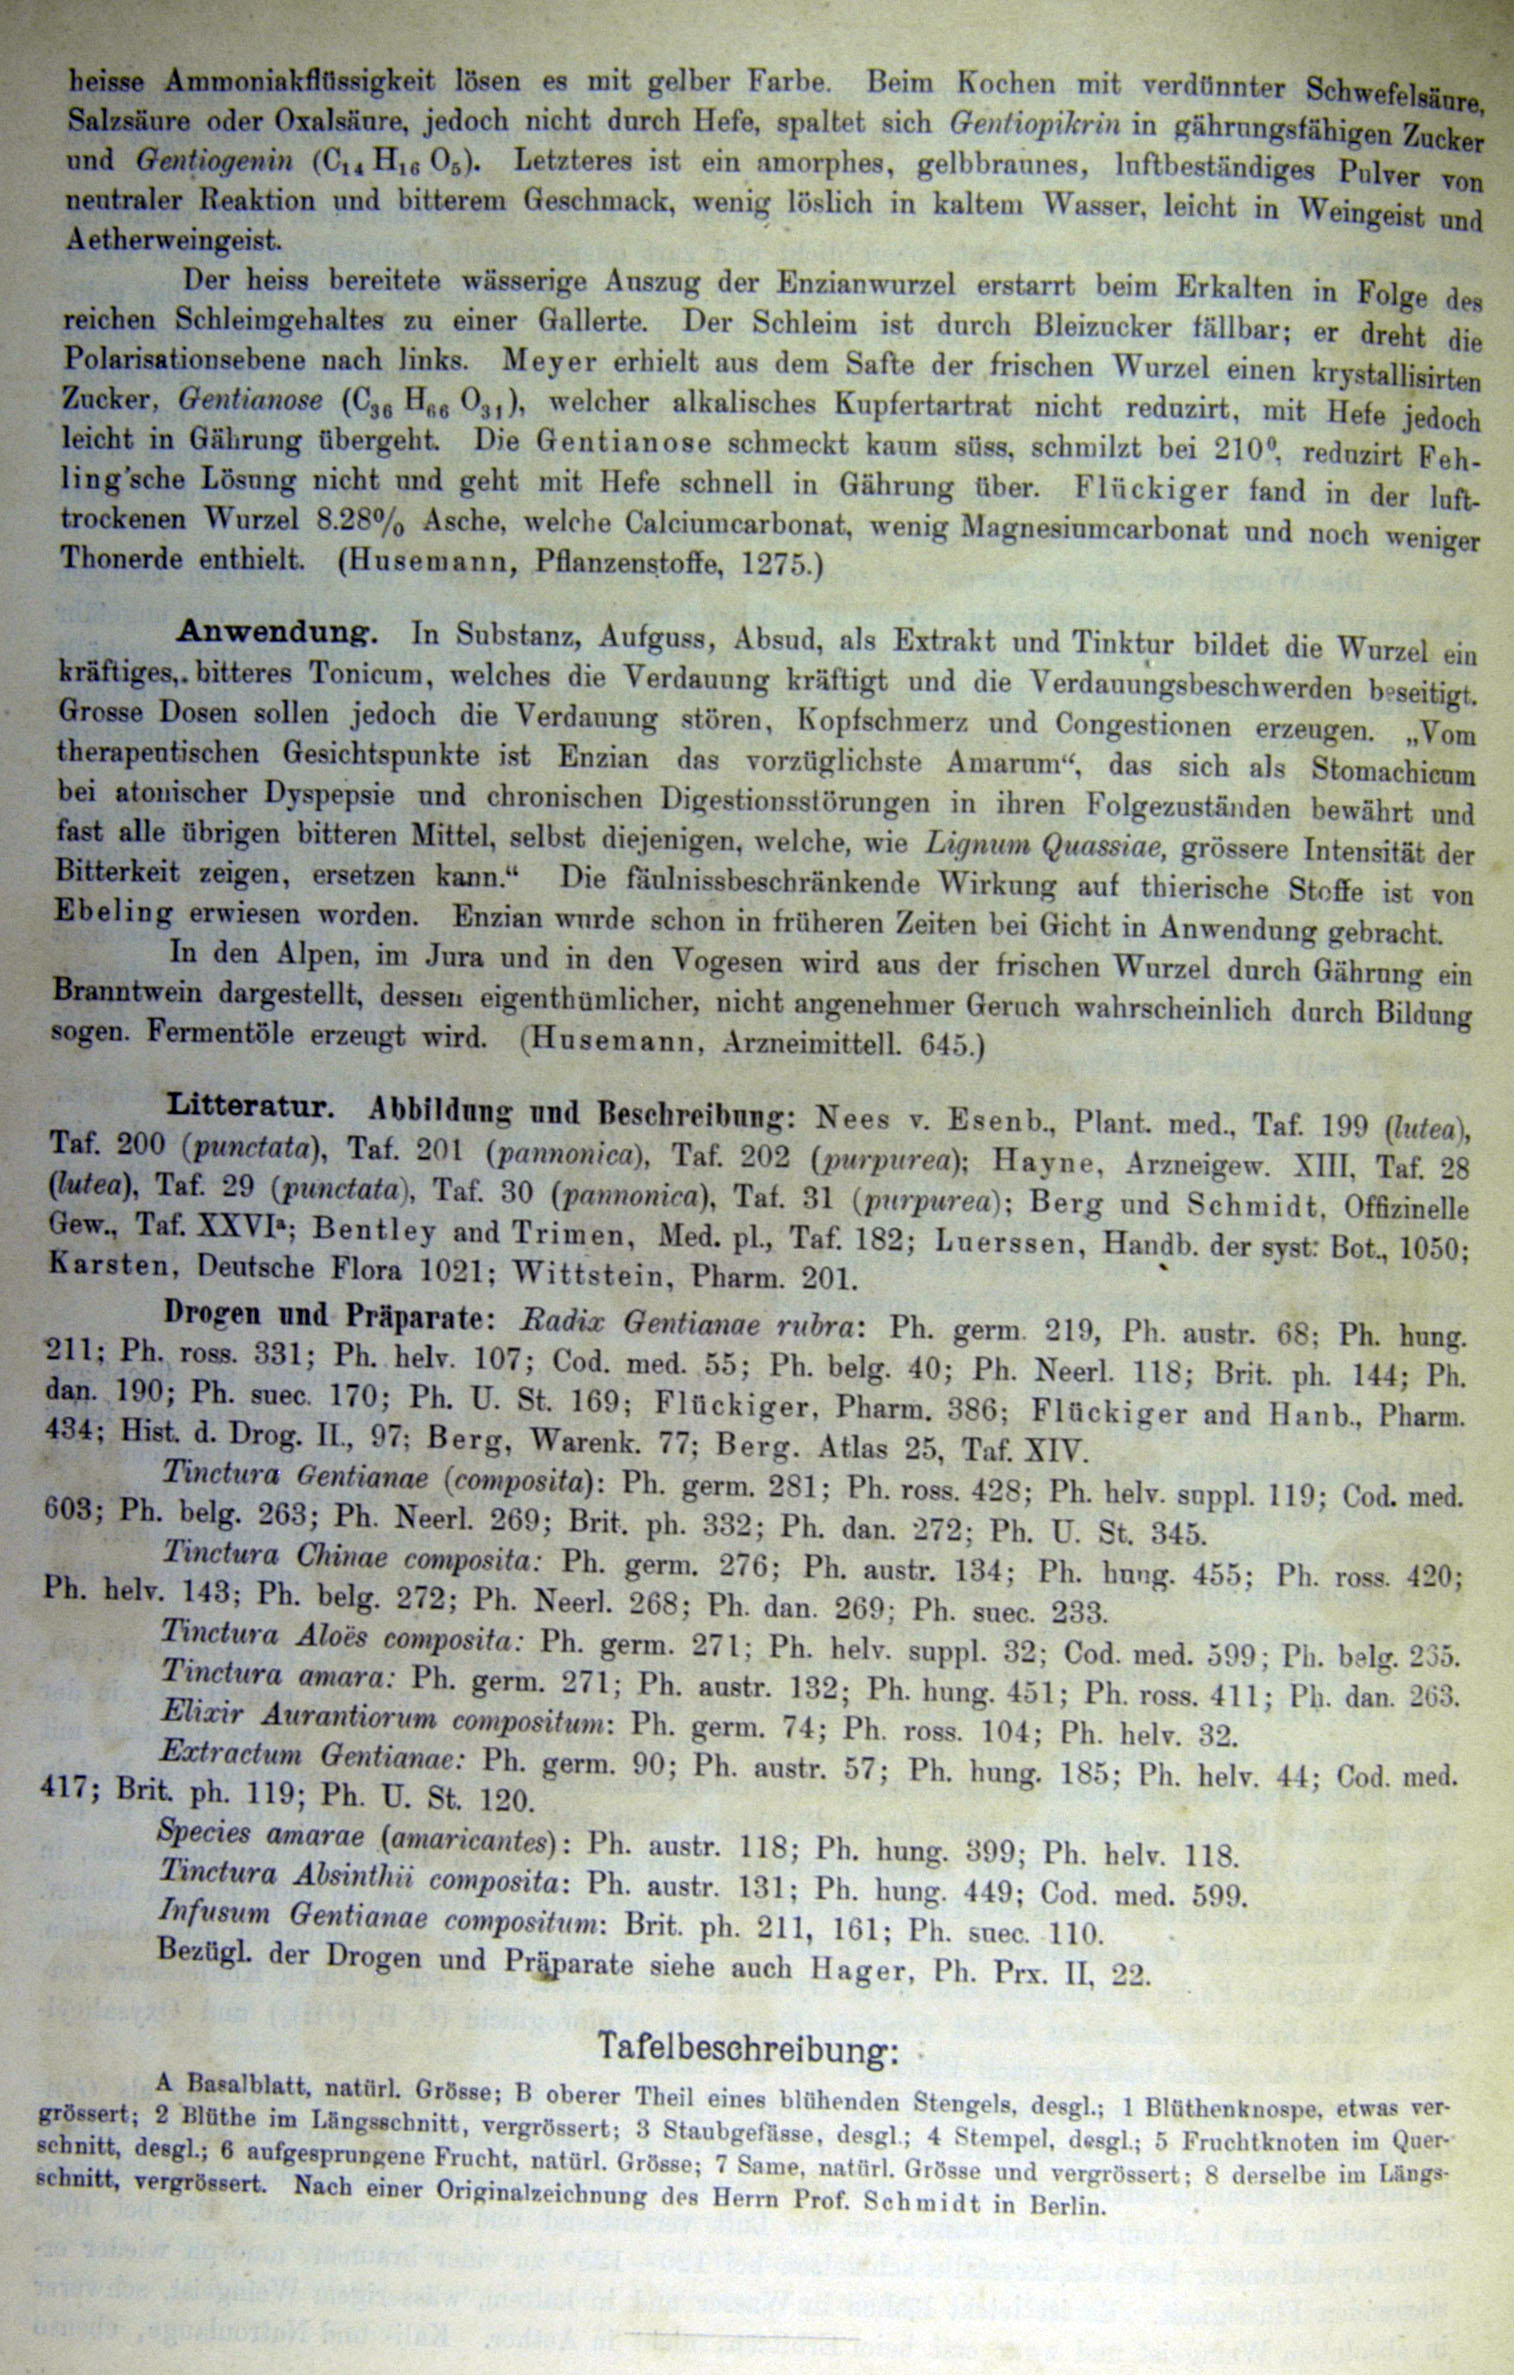 heisse Ammoniakflüssigkeit lösen es mit gelber Farbe. Beim Kochen mit verdünnter Schwefelsäure,
Salzsäure oder Oxalsäure, jedoch nicht durch Hefe, spaltet sich Gentiopikrin in gährungsfähigen Zucker
und Gentiogenin (C₁₄ H₁₆ O₅). Letzteres ist ein amorphes, gelbbraunes, luftbeständiges Pulver von
neutraler Reaktion und bitterem Geschmack, wenig löslich in kaltem Wasser, leicht in Weingeist und
Aetherweingeist.
Der heiss bereitete wässerige Auszug der Enzianwurzel erstarrt beim Erkalten in Folge des
reichen Schleimgehaltes zu einer Gallerte. Der Schleim ist durch Bleizucker fällbar; er dreht die
Polarisationsebene nach links. Meyer erhielt aus dem Safte der frischen Wurzel einen krystallisirten
Zucker, Gentianose (C₃₆ H₆₆ O₃₁), welcher alkalisches Kupfertartrat nicht reduzirt, mit Hefe jedoch
leicht in Gährung übergeht. Die Gentianose schmeckt kaum süss, schmilzt bei 210⁰, reduzirt Feh-
ling'sche Lösung nicht und geht mit Hefe schnell in Gährung über. Flückiger fand in der luft-
trockenen Wurzel 8.28% Asche, welche Calciumcarbonat, wenig Magnesiumcarbonat und noch weniger
Thonerde enthielt. (Husemann, Pflanzenstoffe, 1275.)
Anwendung. In Substanz, Aufguss, Absud, als Extrakt und Tinktur bildet die Wurzel ein
kräftiges, bitteres Tonicum, welches die Verdauung kräftigt und die Verdauungsbeschwerden beseitigt.
Grosse Dosen sollen jedoch die Verdauung stören, Kopfschmerz und Congestionen erzeugen. „Vom
therapeutischen Gesichtspunkte ist Enzian das vorzüglichste Amarum“, das sich als Stomachicum
bei atonischer Dyspepsie und chronischen Digestionsstörungen in ihren Folgezuständen bewährt und
fast alle übrigen bitteren Mittel, selbst diejenigen, welche, wie Lignum Quassiae, grössere Intensität der
Bitterkeit zeigen, ersetzen kann.“ Die fäulnissbeschränkende Wirkung auf thierische Stoffe ist von
Ebeling erwiesen worden. Enzian wurde schon in früheren Zeiten bei Gicht in Anwendung gebracht.
In den Alpen, im Jura und in den Vogesen wird aus der frischen Wurzel durch Gährung ein
Branntwein dargestellt, dessen eigenthümlicher, nicht angenehmer Geruch wahrscheinlich durch Bildung
sogen. Fermentöle erzeugt wird. (Husemann, Arzneimittell. 645.)
Litteratur. Abbildung und Beschreibung: Nees v. Esenb., Plant. med., Taf. 199 (lutea),
Taf. 200 (punctata), Taf. 201 (pannonica), Taf. 202 (purpurea); Hayne, Arzneigew. XIII, Taf. 28
(lutea), Taf. 29 (punctata), Taf. 30 (pannonica), Taf. 31 (purpurea); Berg und Schmidt, Offizinelle
Gew., Taf. XXVIª; Bentley and Trimen, Med. pl., Taf. 182; Luerssen, Handb. der syst. Bot., 1050;
Karsten, Deutsche Flora 1021; Wittstein, Pharm. 201.
Drogen und Präparate: Radix Gentianae rubra: Ph. germ. 219, Ph. austr. 68; Ph. hung.
211; Ph. ross. 331; Ph. helv. 107; Cod. med. 55; Ph. belg. 40; Ph. Neerl. 118; Brit. ph. 144; Ph.
dan. 190; Ph. suec. 170; Ph. U. St. 169; Flückiger, Pharm. 386; Flückiger and Hanb., Pharm.
434; Hist. d. Drog. II., 97; Berg, Warenk. 77; Berg. Atlas 25, Taf. XIV.
Tinctura Gentianae (composita): Ph. germ. 281; Ph. ross. 428; Ph. helv. suppl. 119; Cod. med.
603; Ph. belg. 263; Ph. Neerl. 269; Brit. ph. 332; Ph. dan. 272; Ph. U. St. 345.
Tinctura Chinae composita: Ph. germ. 276; Ph. austr. 134; Ph. hung. 455; Ph. ross. 420;
Ph. helv. 143; Ph. belg. 272; Ph. Neerl. 268; Ph. dan. 269; Ph. suec. 233.
Tinctura Aloës composita: Ph. germ. 271; Ph. helv. suppl. 32; Cod. med. 599; Ph. belg. 265.
Tinctura amara: Ph. germ. 271; Ph. austr. 132; Ph. hung. 451; Ph. ross. 411; Ph. dan. 263.
Elixir Aurantiorum compositum: Ph. germ. 74; Ph. ross. 104; Ph. helv. 32.
Extractum Gentianae: Ph. germ. 90; Ph. austr. 57; Ph. hung. 185; Ph. helv. 44; Cod. med.
417; Brit. ph. 119; Ph. U. St. 120.
Species amarae (amaricantes): Ph. austr. 118; Ph. hung. 399; Ph. helv. 118.
Tinctura Absinthii composita: Ph. austr. 131; Ph. hung. 449; Cod. med. 599.
Infusum Gentianae compositum: Brit. ph. 211, 161; Ph. suec. 110.
Bezügl. der Drogen und Präparate siehe auch Hager, Ph. Prx. II, 22.
Tafelbeschreibung:
A Basalblatt, natürl. Grösse; B oberer Theil eines blühenden Stengels, desgl.; 1 Blüthenknospe, etwas ver-
grössert; 2 Blüthe im Längsschnitt, vergrössert; 3 Staubgefässe, desgl.; 4 Stempel, desgl.; 5 Fruchtknoten im Quer-
schnitt, desgl.; 6 aufgesprungene Frucht, natürl. Grösse; 7 Same, natürl. Grösse und vergrössert; 8 derselbe im Längs-
schnitt, vergrössert. Nach einer Originalzeichnung des Herrn Prof. Schmidt in Berlin.